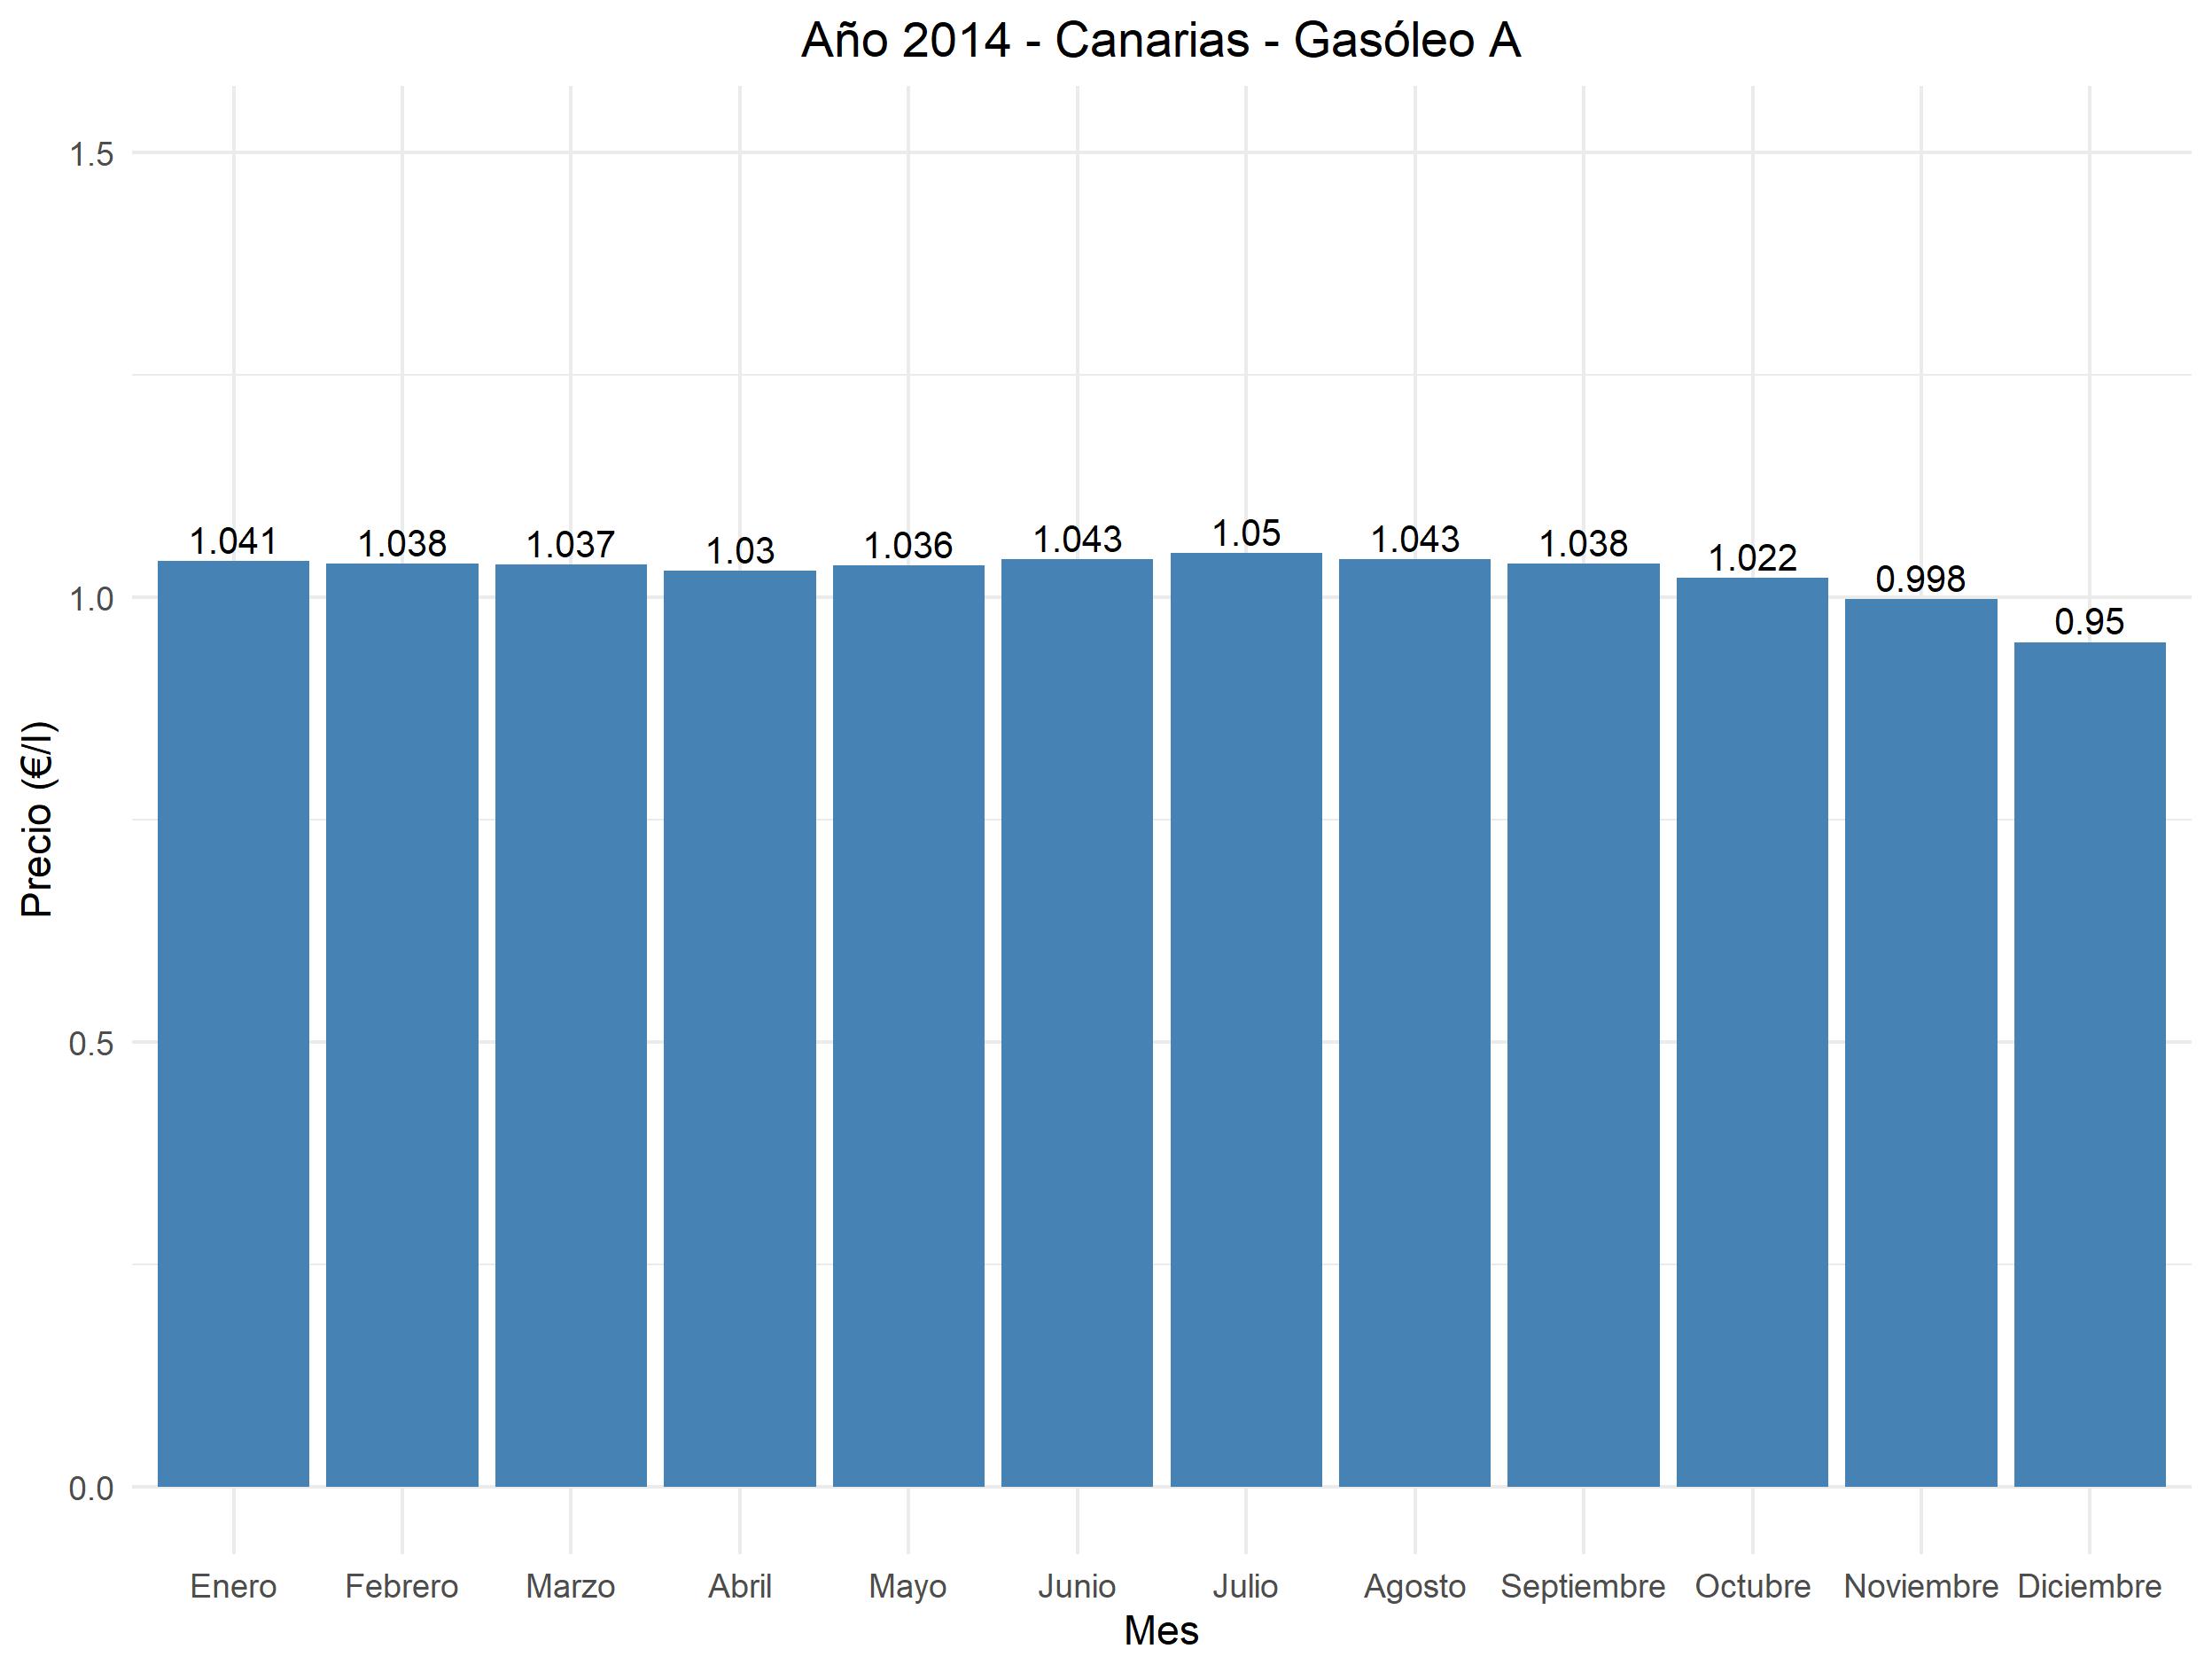 Año 2014 - Canarias - Gasóleo A
1.5
1.0
0.5
0.0
Precio (€/l)
1.041
1.038
1.037
1.03
1.036
1.043
1.05
1.043
1.038
1.022
0.998
0.95
Enero
Febrero
Marzo
Abril
Mayo
Junio
Julio
Agosto
Septiembre
Octubre
Noviembre
Diciembre
Mes